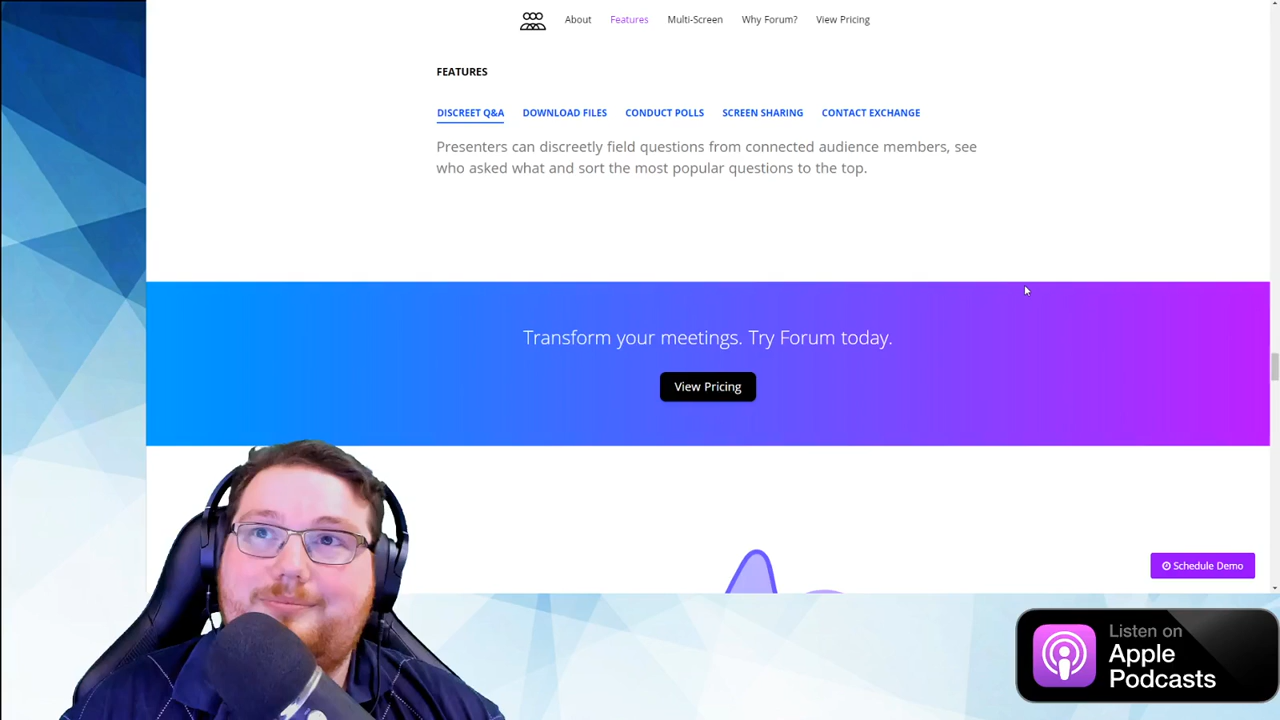 About Features Multi-Screen Why Forum? View Pricing
FEATURES
DISCREET Q&A DOWNLOAD FILES CONDUCT POLLS SCREEN SHARING CONTACT EXCHANGE
Presenters can discreetly field questions from connected audience members, see
who asked what and sort the most popular questions to the top.
Transform your meetings. Try Forum today.
View Pricing
Schedule Demo
Listen on
Apple
Podcasts